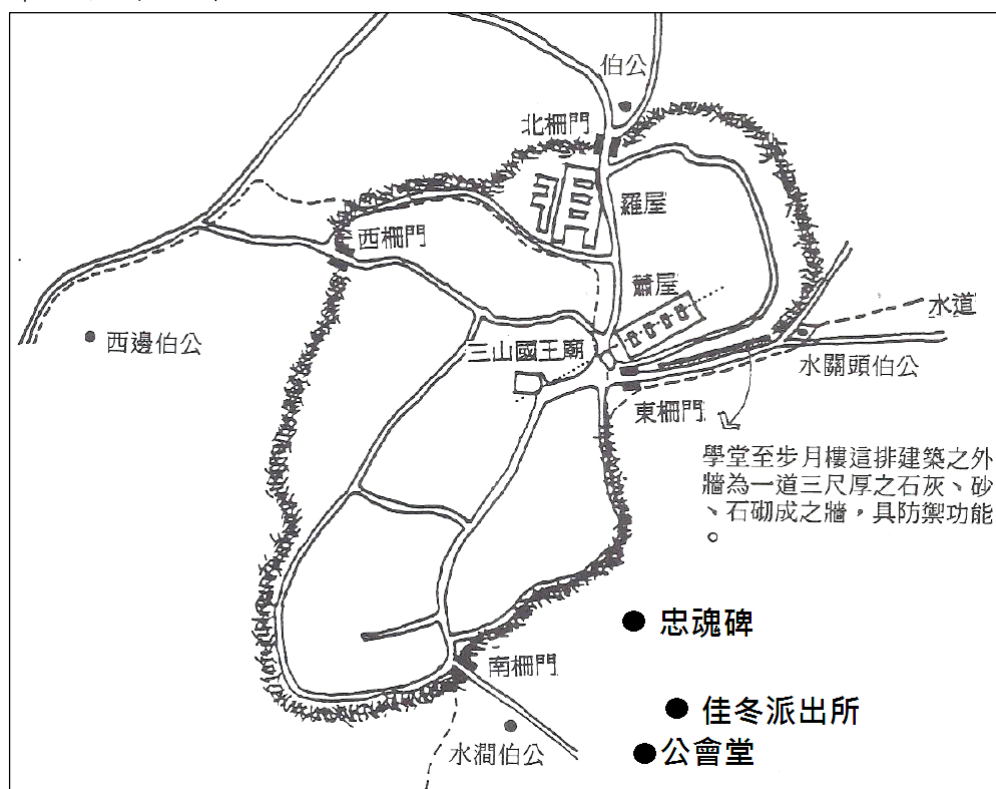 伯公
北柵門
羅屋
西柵門
蕭屋
水道
西邊伯公
三山國王廟
水關頭伯公
東柵門
學堂至步月樓這排建築之外
牆為一道三尺厚之石灰、砂
、石砌成之牆，具防禦功能
。
忠魂碑
南柵門
佳冬派出所
水澗伯公
公會堂